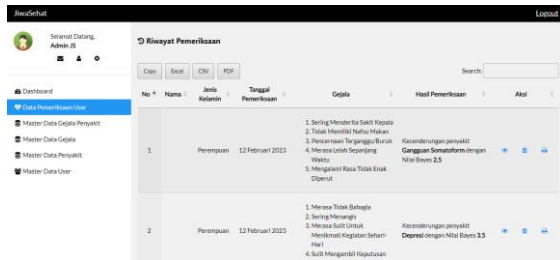 JiwaSehat
Logout
Selamat Datang,
Admin JS
Dashboard
Data Pemeriksaan User
Master Data Gejala Penyakit
Master Data Gejala
Master Data Penyakit
Master Data User
Riwayat Pemeriksaan
Copy Excel CSV PDF
Search:
No Nama Jenis Kelamin Tanggal Pemeriksaan Gejala Hasil Pemeriksaan Aksi
1 Perempuan 12 Februari 2023
1. Sering Menderita Sakit Kepala
2. Tidak Memiliki Nafsu Makan
3. Pencernaan Terganggu/Buruk
4. Merasa Lelah Sepanjang
Waktu
5. Mengalami Rasa Tidak Enak
Diperut
Kecenderungan penyakit
Gangguan Somatoform dengan
Nilai Bayes 2.5
2 Perempuan 12 Februari 2023
1. Merasa Tidak Bahagia
2. Sering Menangis
3. Merasa Sulit Untuk
Menikmati Kegiatan Sehari-
Hari
4. Sulit Mengambil Keputusan
Kecenderungan penyakit
Depresi dengan Nilai Bayes 3.5